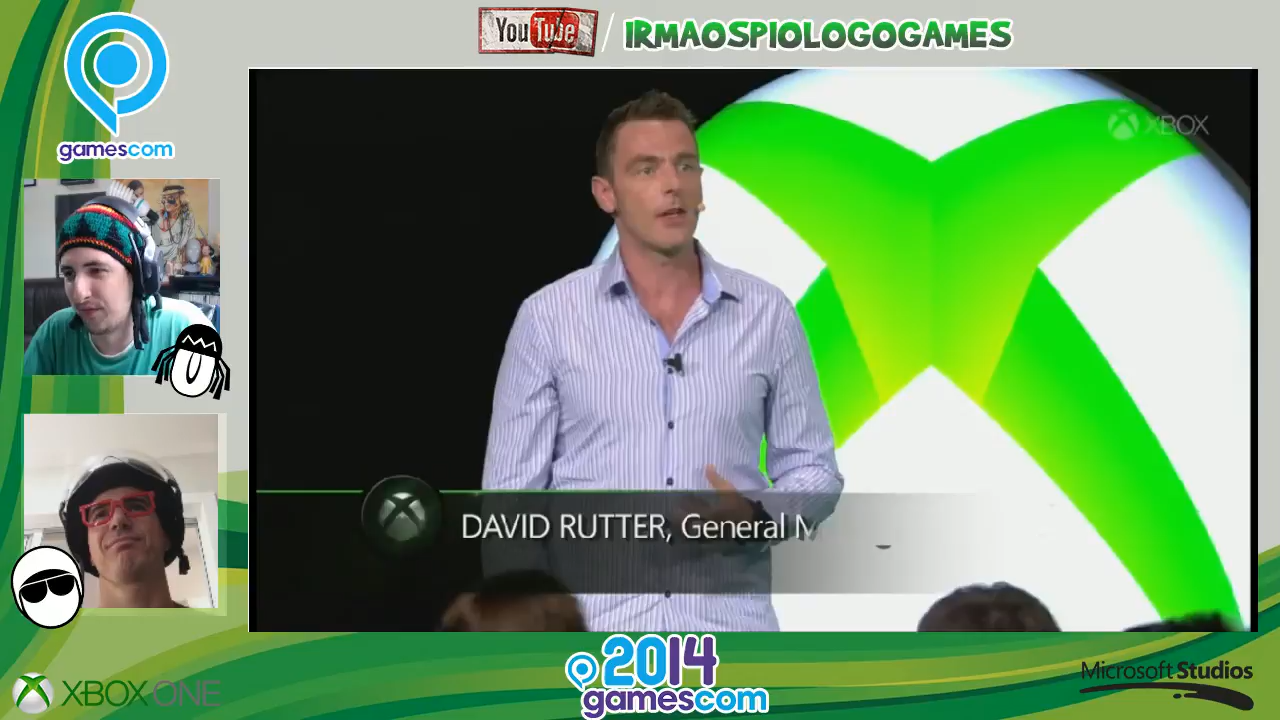 YouTube / IRMAOSPIOLOGOGAMES
gamescom
XBOX
DAVID RUTTER, General M
2014
gamescom
XBOX ONE
Microsoft Studios